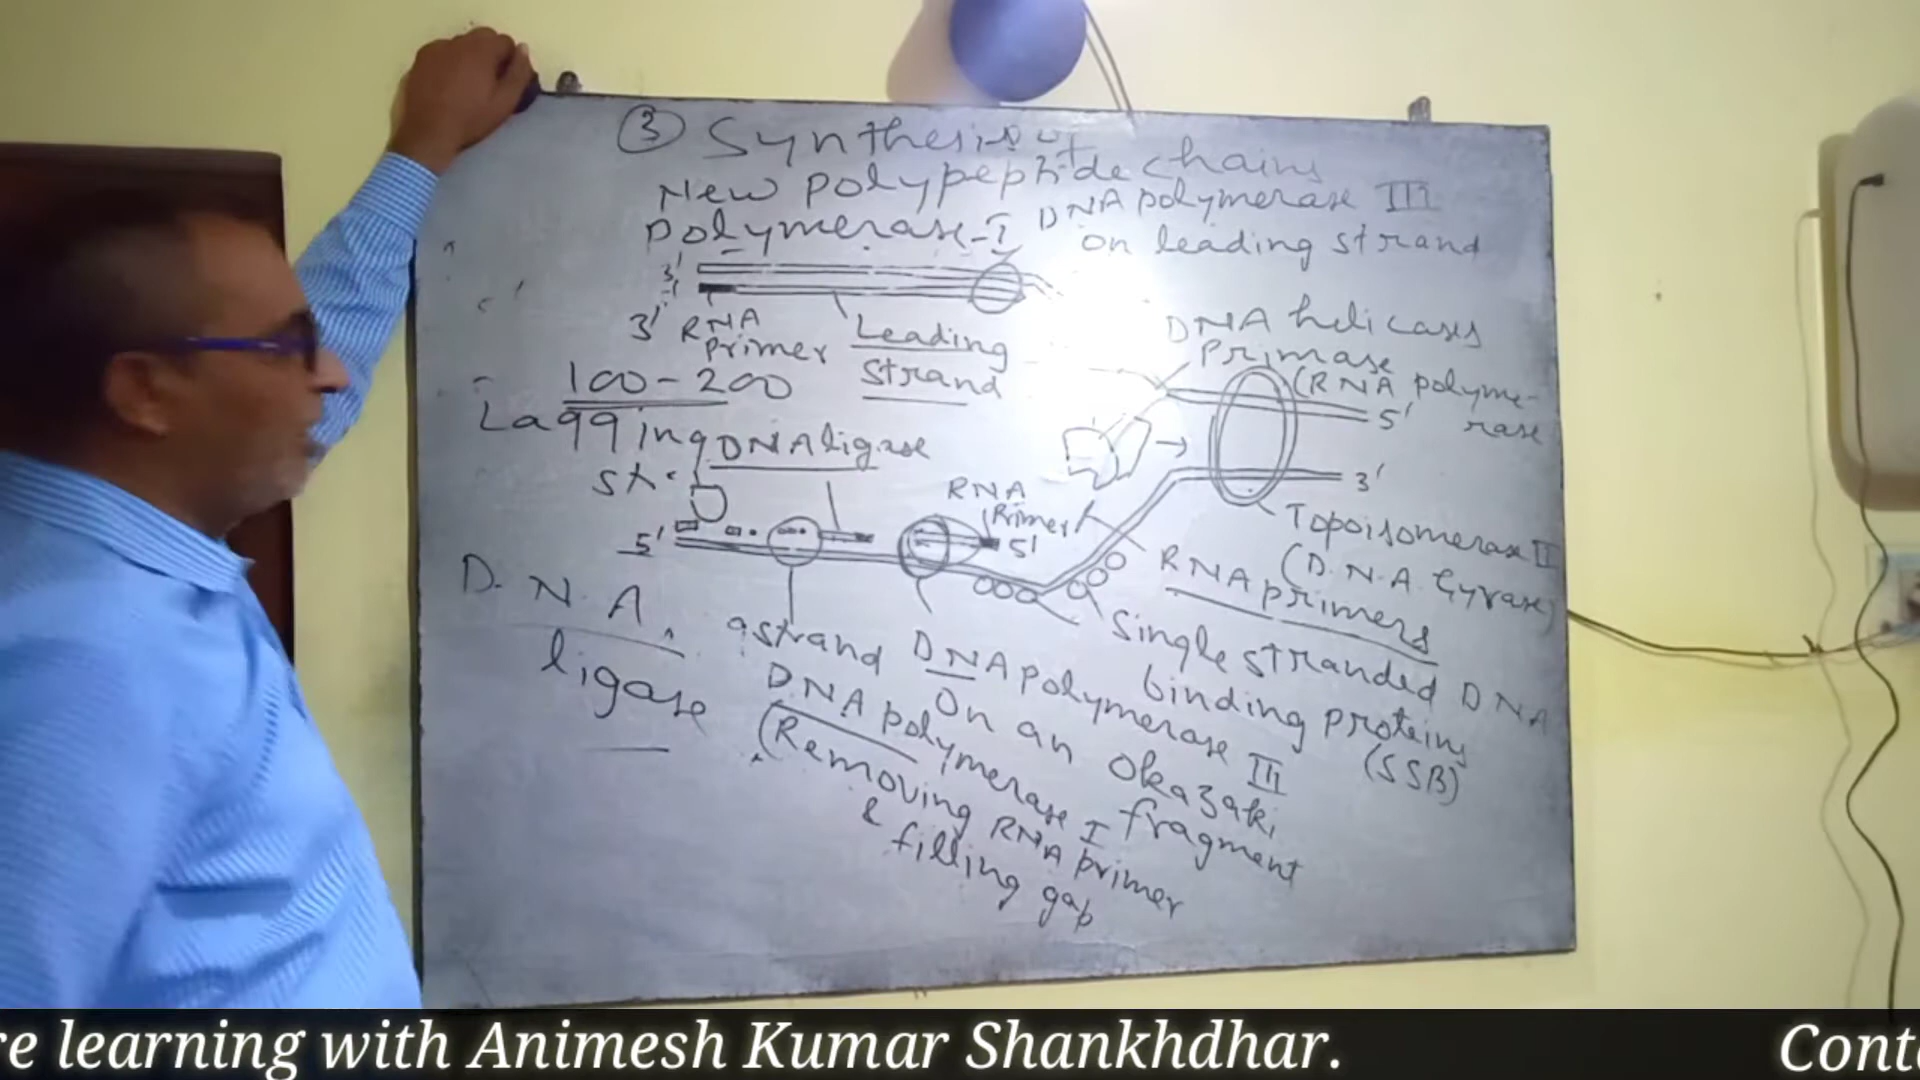 ③ Synthesis of
New polypeptide chains
polymerase-I
DNA polymerase III
on leading strand
3'
3'
RNA
primer
Leading
strand
DNA helicases
Primase
(RNA polyme-
rase
5'
3'
100-200
Lagging
st.
DNA ligase
RNA
Primer
5'
5'
Topoisomerase II
(D.N.A Gyrase)
RNA primers
Single stranded DNA
binding proteins
(SSB)
D.N.A.
ligase
gstrand
DNA polymerase III
on an okazaki
fragment
DNA polymerase I
(Removing RNA primer
& filling gap
re learning with Animesh Kumar Shankhdhar.
Conte